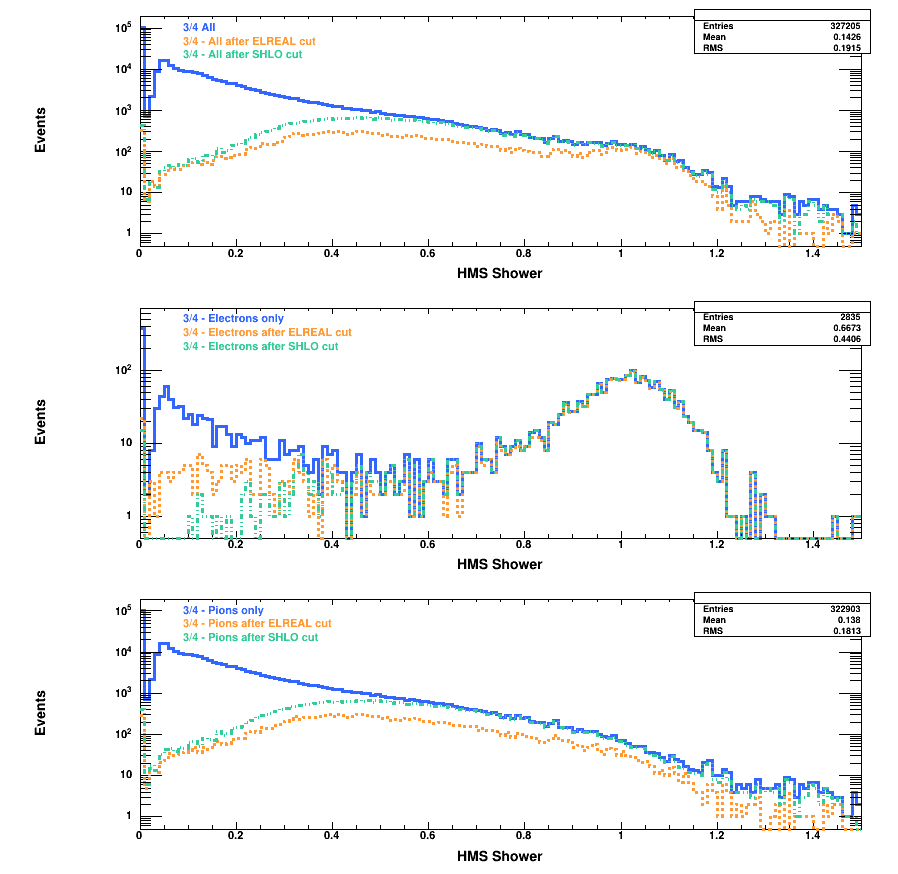 3/4 All
3/4 - All after ELREAL cut
3/4 - All after SHLO cut
Entries 327205
Mean 0.1426
RMS 0.1915
10^5
10^4
10^3
10^2
10
1
Events
0 0.2 0.4 0.6 0.8 1 1.2 1.4
HMS Shower
3/4 - Electrons only
3/4 - Electrons after ELREAL cut
3/4 - Electrons after SHLO cut
Entries 2835
Mean 0.6673
RMS 0.4406
10^2
10
1
Events
0 0.2 0.4 0.6 0.8 1 1.2 1.4
HMS Shower
3/4 - Pions only
3/4 - Pions after ELREAL cut
3/4 - Pions after SHLO cut
Entries 322903
Mean 0.138
RMS 0.1813
10^5
10^4
10^3
10^2
10
1
Events
0 0.2 0.4 0.6 0.8 1 1.2 1.4
HMS Shower